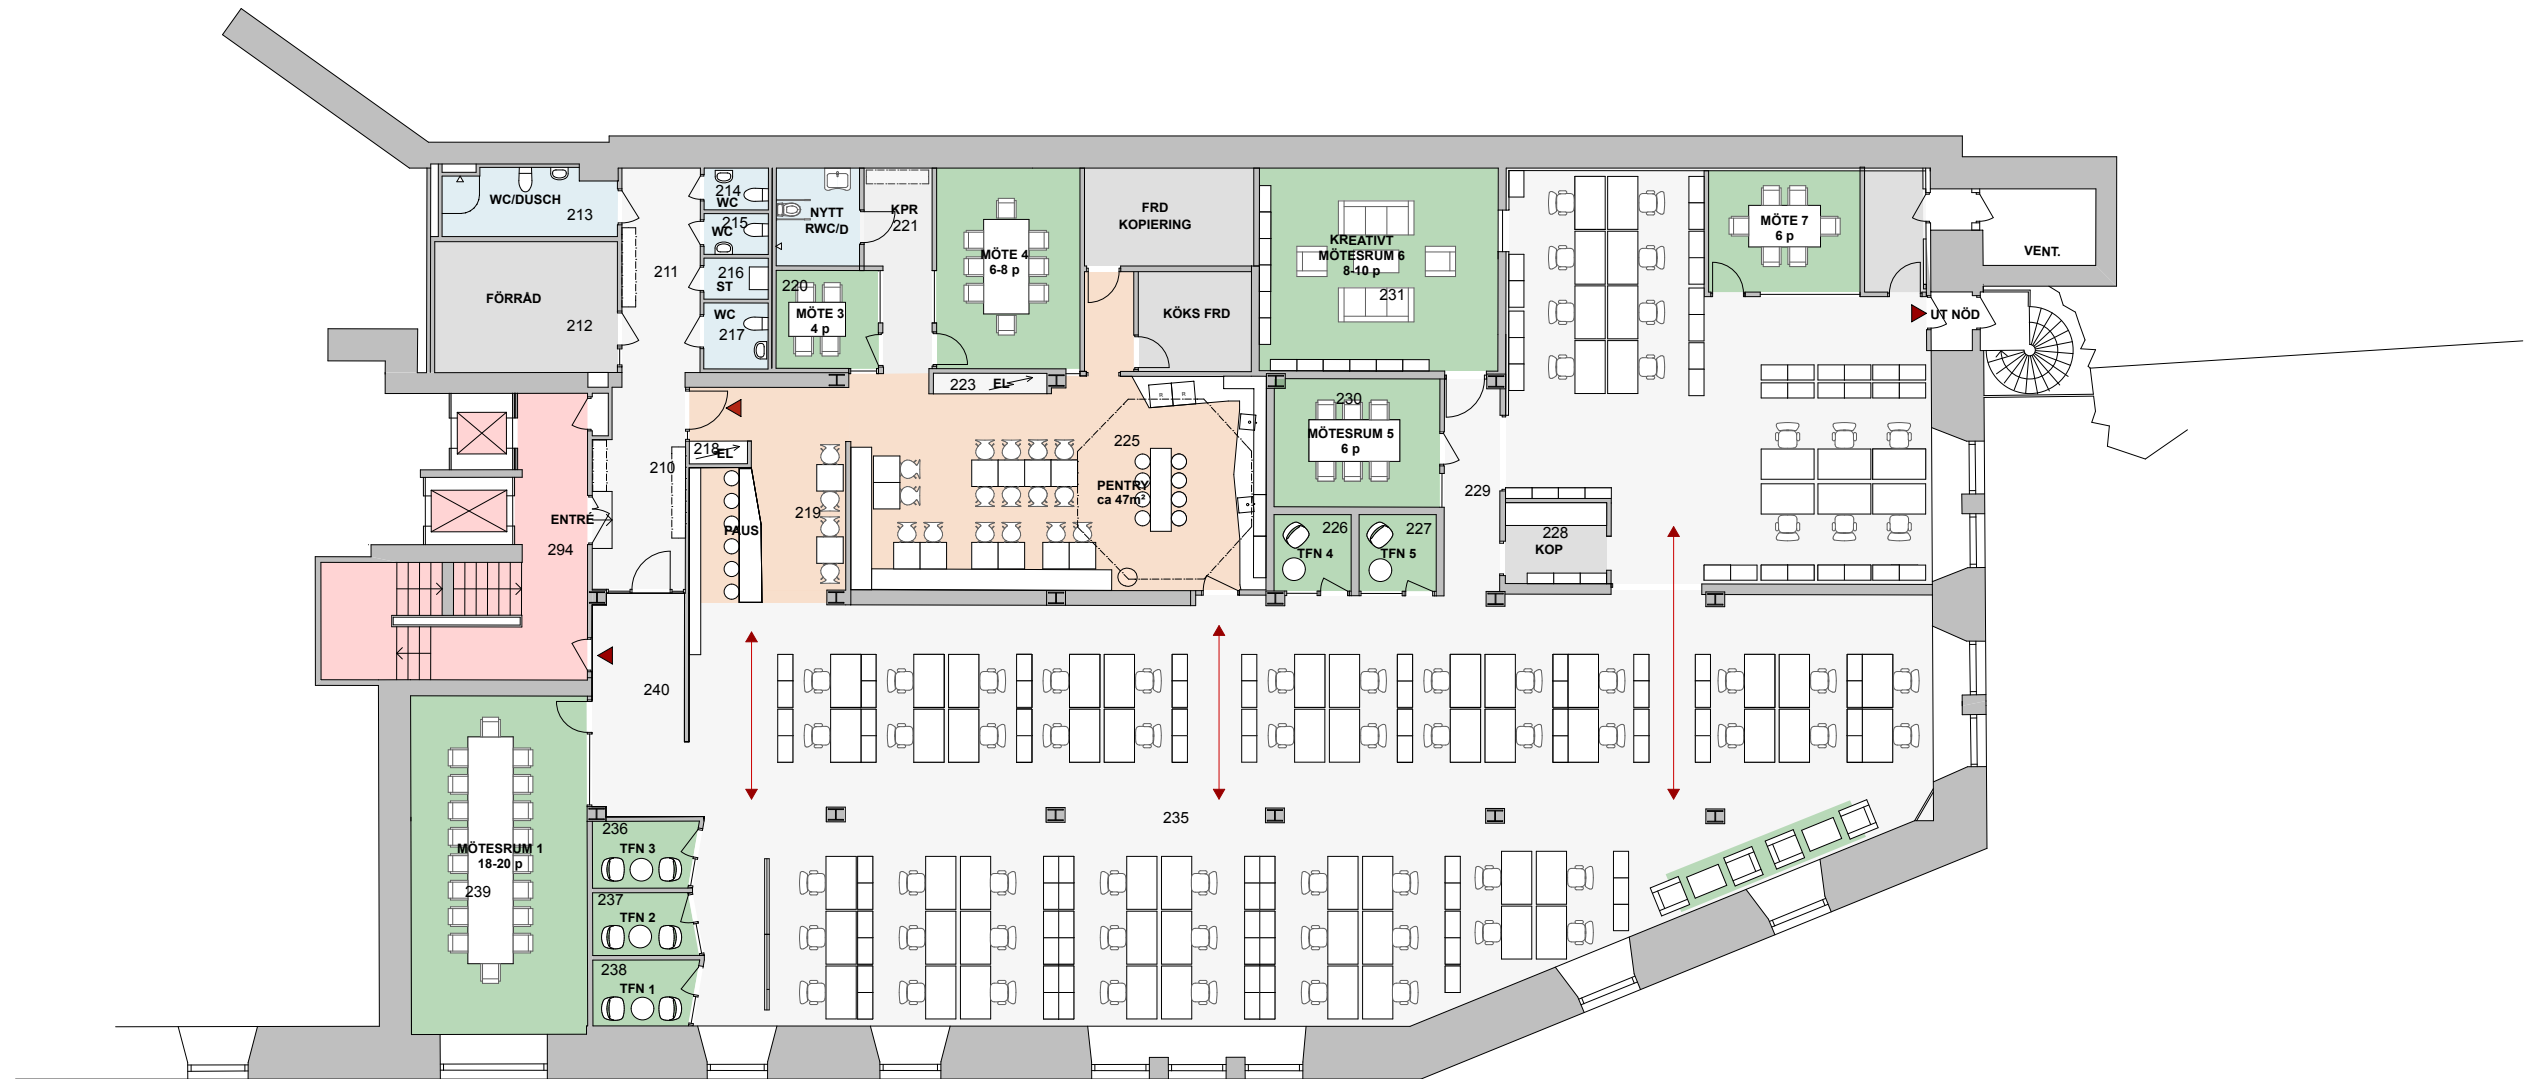 WC/DUSCH
213
214
WC
215
WC
216
ST
WC
217
NYTT
RWC/D
KPR
221
MÖTE 4
6-8 p
FRD
KOPIERING
KREATIVT
MÖTESRUM 6
8-10 p
231
MÖTE 7
6 p
VENT.
FÖRRÅD
212
211
220
MÖTE 3
4 p
KÖKS FRD
UT NÖD
223 EL
R R
218
EL
210
ENTRÉ
294
PAUS
219
225
PENTRY
ca 47m²
230
MÖTESRUM 5
6 p
229
226
TFN 4
227
TFN 5
228
KOP
240
235
MÖTESRUM 1
18-20 p
239
236
TFN 3
237
TFN 2
238
TFN 1